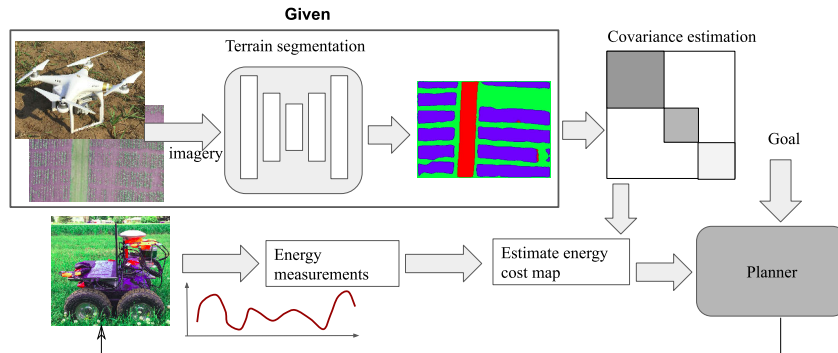 Given
Terrain segmentation
Covariance estimation
imagery
Goal
Energy
measurements
Estimate energy
cost map
Planner